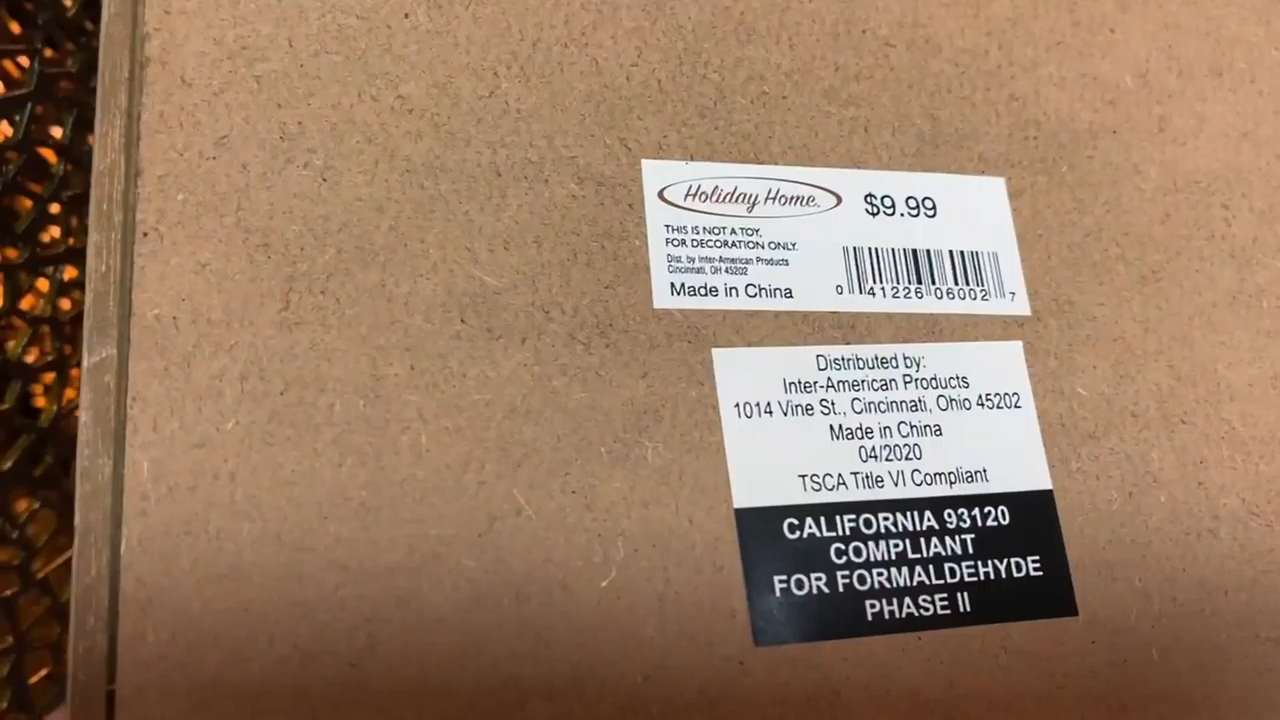 Holiday Home.
$9.99
THIS IS NOT A TOY,
FOR DECORATION ONLY.
Dist. by Inter-American Products
Cincinnati, OH 45202
Made in China
0 41226 06002 7
Distributed by:
Inter-American Products
1014 Vine St., Cincinnati, Ohio 45202
Made in China
04/2020
TSCA Title VI Compliant
CALIFORNIA 93120
COMPLIANT
FOR FORMALDEHYDE
PHASE II